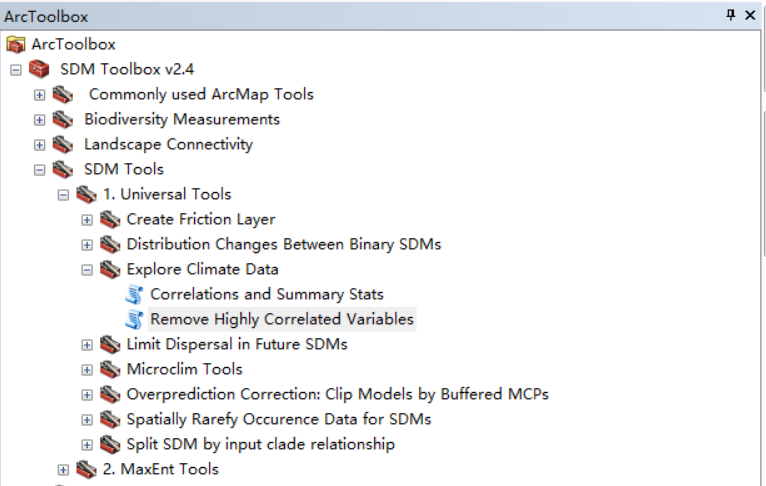 ArcToolbox
ArcToolbox
SDM Toolbox v2.4
Commonly used ArcMap Tools
Biodiversity Measurements
Landscape Connectivity
SDM Tools
1. Universal Tools
Create Friction Layer
Distribution Changes Between Binary SDMs
Explore Climate Data
Correlations and Summary Stats
Remove Highly Correlated Variables
Limit Dispersal in Future SDMs
Microclim Tools
Overprediction Correction: Clip Models by Buffered MCPs
Spatially Rarefy Occurence Data for SDMs
Split SDM by input clade relationship
2. MaxEnt Tools